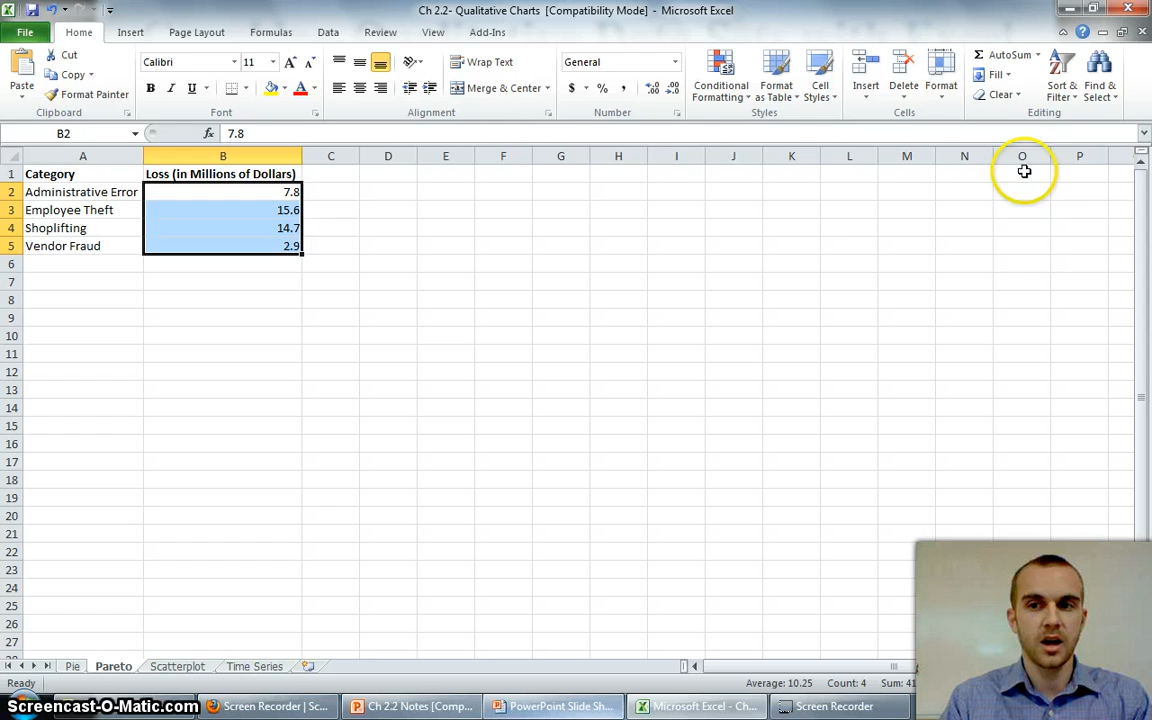 Ch 2.2- Qualitative Charts [Compatibility Mode] - Microsoft Excel
File Home Insert Page Layout Formulas Data Review View Add-Ins
Paste
Cut
Copy
Format Painter
Clipboard
Calibri 11
B I U A
Font
Wrap Text
Merge & Center
Alignment
General
$ % ,
Number
Conditional Formatting
Format as Table
Cell Styles
Styles
Insert
Delete
Format
Cells
AutoSum
Fill
Clear
Sort & Filter
Find & Select
Editing
B2 fx 7.8
A B C D E F G H I J K L M N O P
1 Category Loss (in Millions of Dollars)
2 Administrative Error 7.8
3 Employee Theft 15.6
4 Shoplifting 14.7
5 Vendor Fraud 2.9
6
7
8
9
10
11
12
13
14
15
16
17
18
19
20
21
22
23
24
25
26
27
Pie Pareto Scatterplot Time Series
Ready Average: 10.25 Count: 4 Sum: 41
Screencast-O-Matic.com Screen Recorder | Sc... Ch 2.2 Notes [Comp... PowerPoint Slide Sh... Microsoft Excel - Ch... Screen Recorder